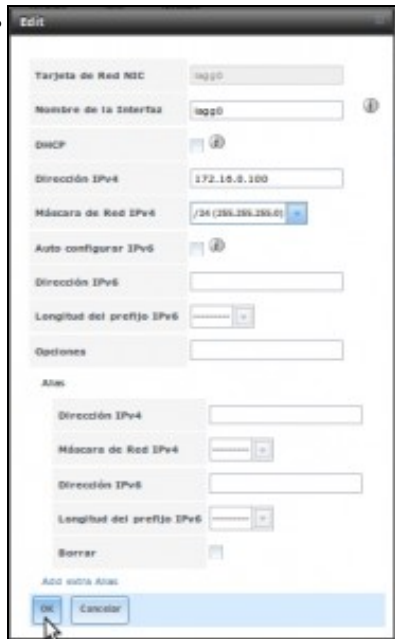 Edit
Tarjeta de Red NIC lagg0
Nombre de la Interfaz lagg0
DHCP
Dirección IPv4 172.16.0.100
Máscara de Red IPv4 /24 (255.255.255.0)
Auto configurar IPv6
Dirección IPv6
Longitud del prefijo IPv6 --------
Opciones
Alias
Dirección IPv4
Máscara de Red IPv4 --------
Dirección IPv6
Longitud del prefijo IPv6 --------
Borrar
Add extra Alias
OK Cancelar